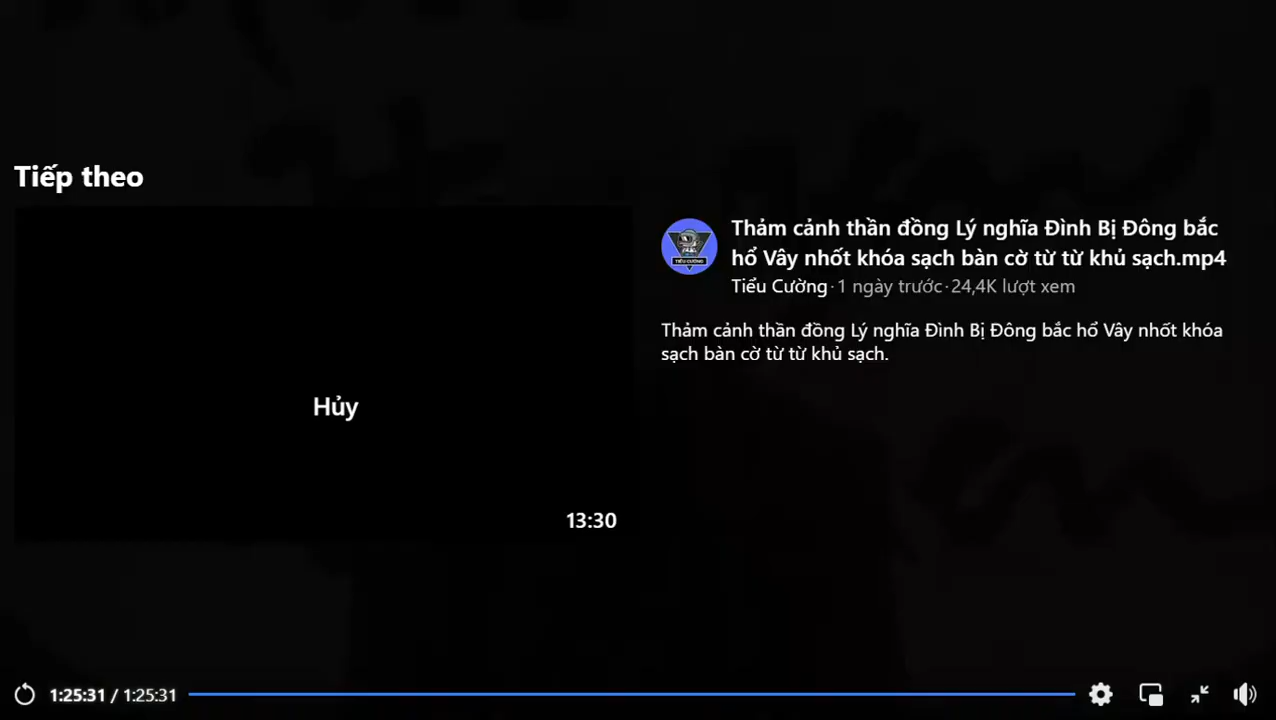 Tiếp theo
Thảm cảnh thần đồng Lý nghĩa Đình Bị Đông bắc
hổ Vây nhốt khóa sạch bàn cờ từ từ khủ sạch.mp4
TIỂU CƯỜNG
Tiểu Cường · 1 ngày trước · 24,4K lượt xem
Thảm cảnh thần đồng Lý nghĩa Đình Bị Đông bắc hổ Vây nhốt khóa
sạch bàn cờ từ từ khủ sạch.
Hủy
13:30
1:25:31 / 1:25:31